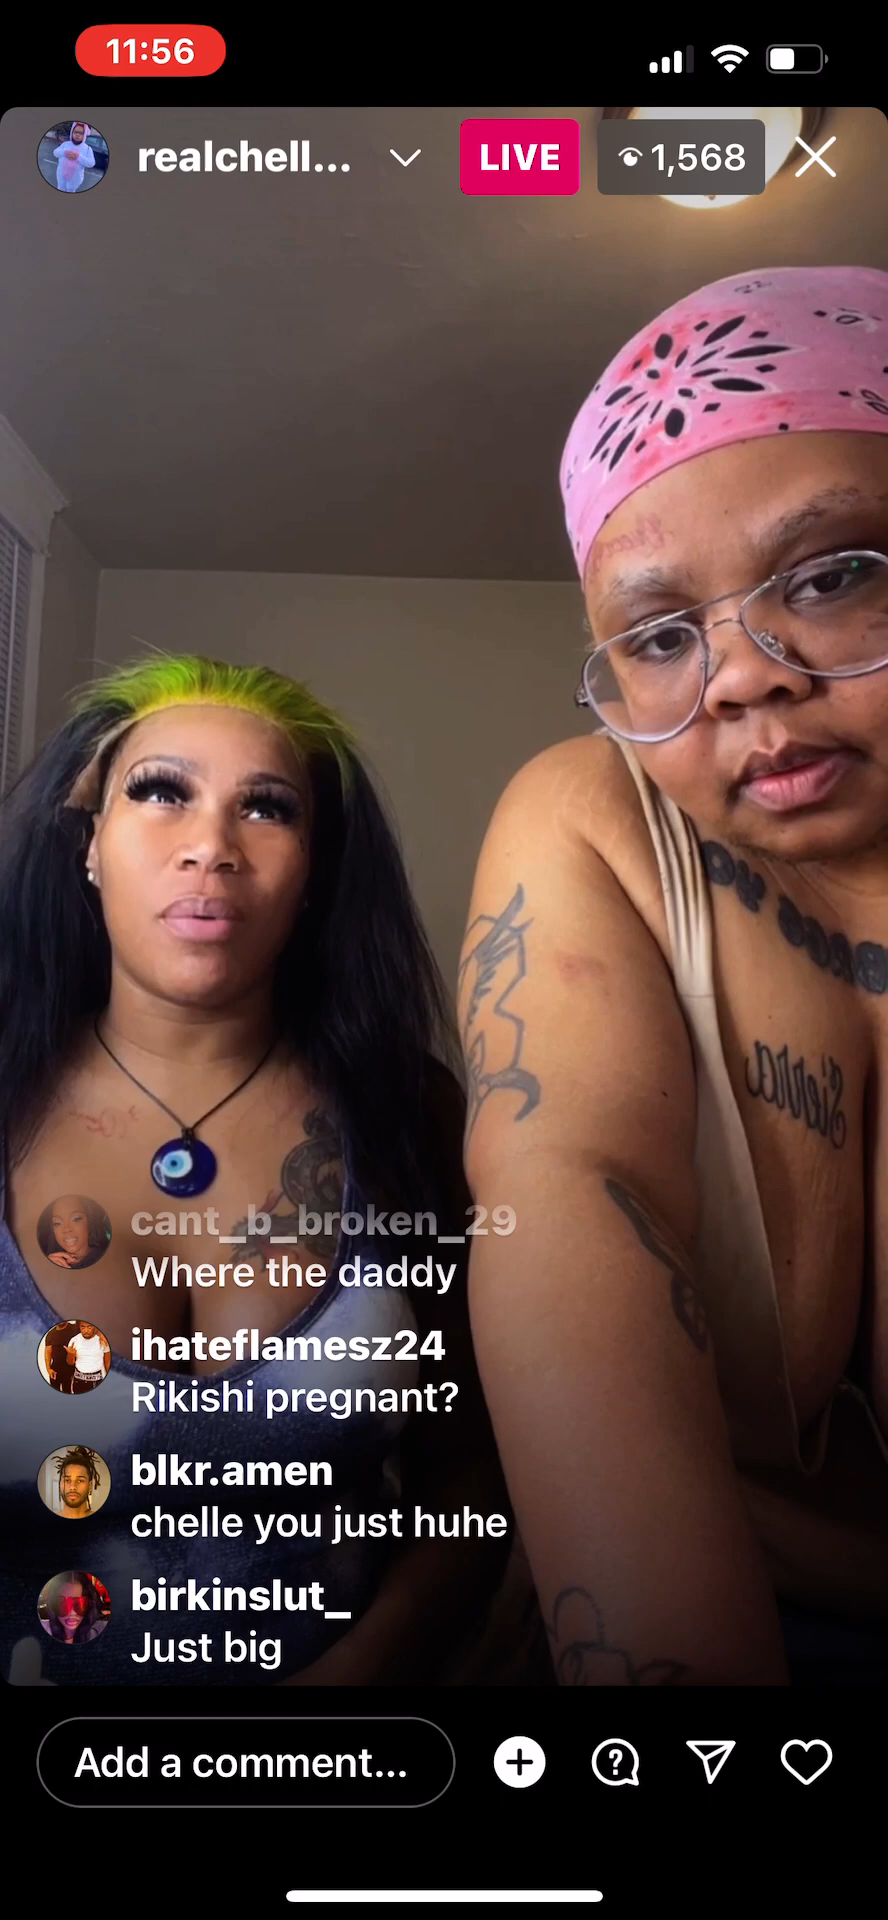 11:56
realchell...
LIVE
1,568
Sierra
cant_b_broken_29
Where the daddy
ihateflamesz24
Rikishi pregnant?
blkr.amen
chelle you just huhe
birkinslut_
Just big
Add a comment...